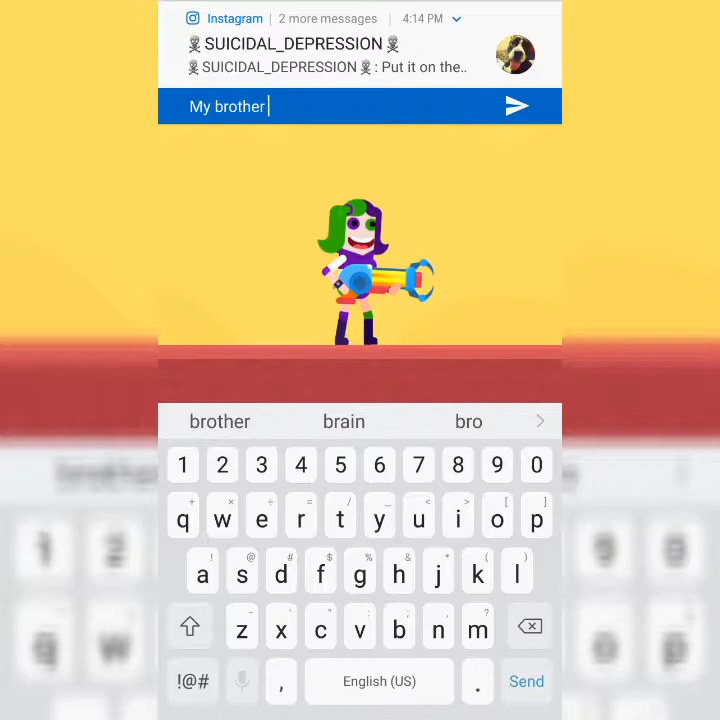 Instagram | 2 more messages | 4:14 PM
☠️SUICIDAL_DEPRESSION☠️
☠️SUICIDAL_DEPRESSION☠️: Put it on the..
My brother
brother brain bro
1 2 3 4 5 6 7 8 9 0
+ × ÷ = / _ < > [ ]
q w e r t y u i o p
! @ # $ % & * ( )
a s d f g h j k l
- ' " : ; , ?
z x c v b n m
!@# , English (US) . Send